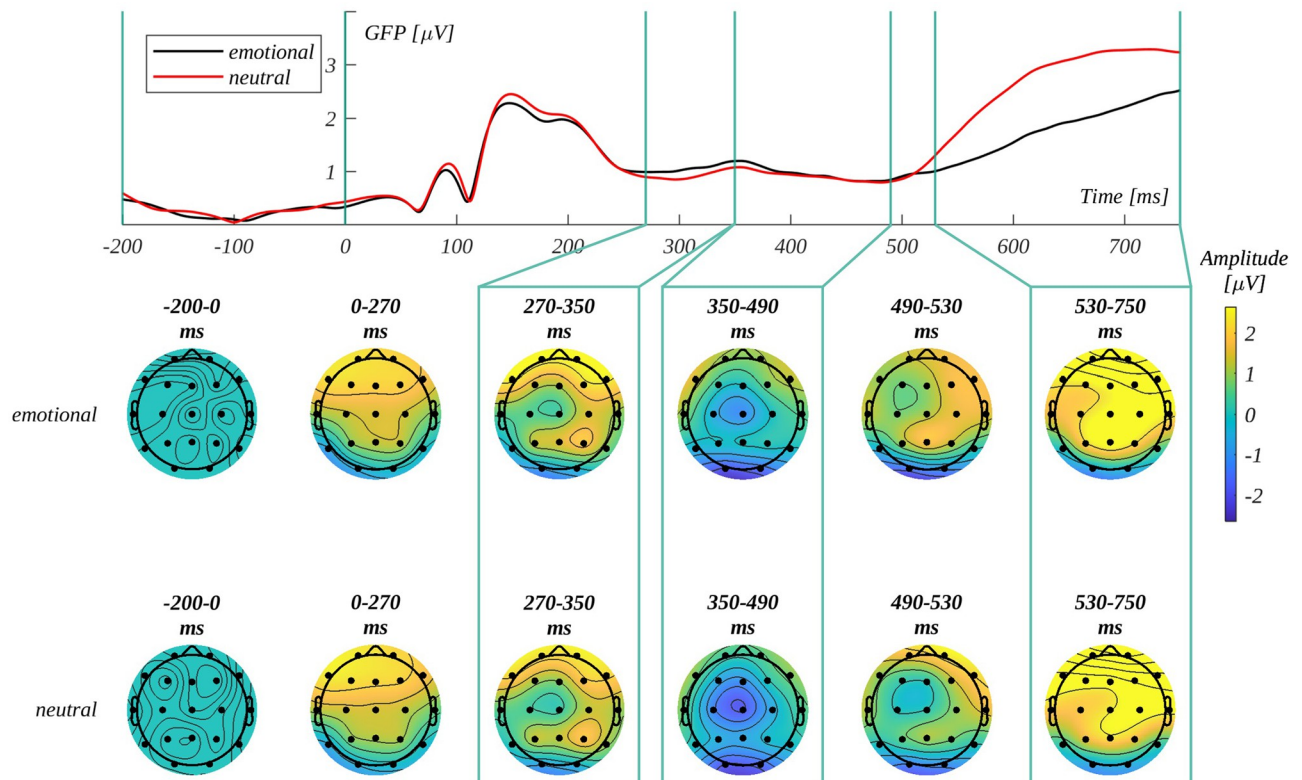 GFP [μV]
emotional
neutral
3
2
1
Time [ms]
-200 -100 0 100 200 300 400 500 600 700
Amplitude
[μV]
-200-0 0-270 270-350 350-490 490-530 530-750
ms ms ms ms ms ms
emotional
2
1
0
-1
-2
-200-0 0-270 270-350 350-490 490-530 530-750
ms ms ms ms ms ms
neutral